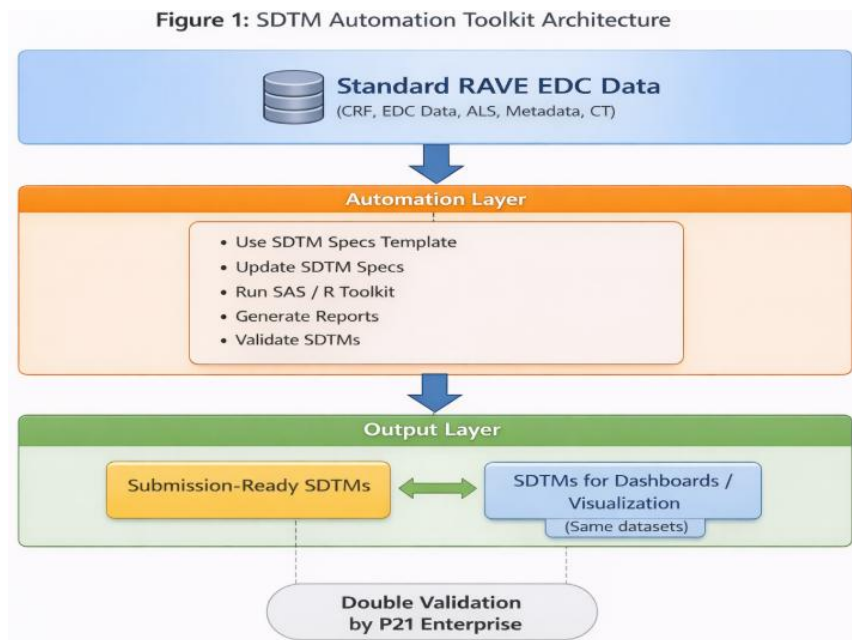 Figure 1: SDTM Automation Toolkit Architecture
Standard RAVE EDC Data
(CRF, EDC Data, ALS, Metadata, CT)
Automation Layer
• Use SDTM Specs Template
• Update SDTM Specs
• Run SAS / R Toolkit
• Generate Reports
• Validate SDTMs
Output Layer
Submission-Ready SDTMs
SDTMs for Dashboards /
Visualization
(Same datasets)
Double Validation
by P21 Enterprise